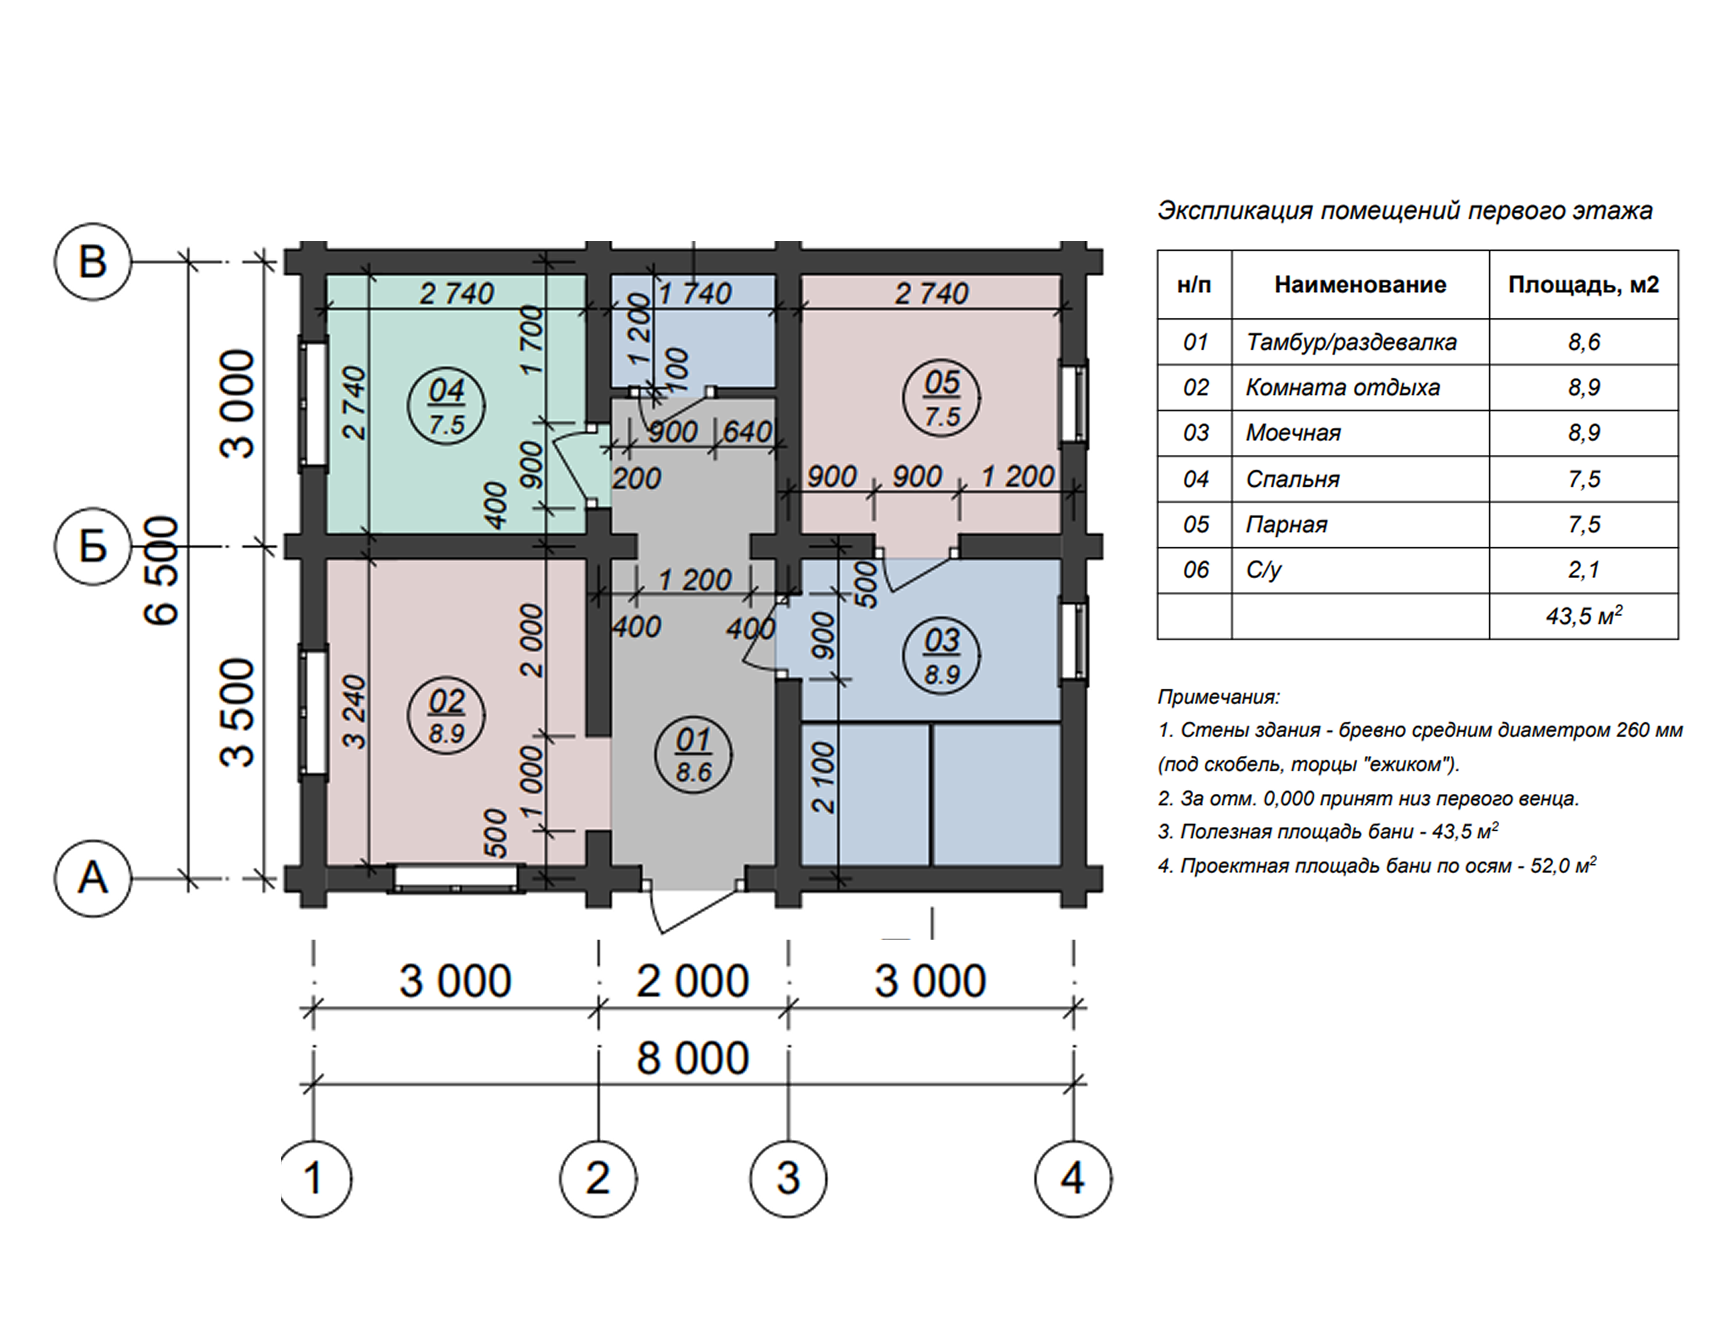 Экспликация помещений первого этажа
н/п Наименование Площадь, м2
01 Тамбур/раздевалка 8,6
02 Комната отдыха 8,9
03 Моечная 8,9
04 Спальня 7,5
05 Парная 7,5
06 С/у 2,1
43,5 м²
Примечания:
1. Стены здания - бревно средним диаметром 260 мм
(под скобель, торцы "ежиком").
2. За отм. 0,000 принят низ первого венца.
3. Полезная площадь бани - 43,5 м²
4. Проектная площадь бани по осям - 52,0 м²
В
Б
А
6 500
3 000
3 500
2 740
2 740
1 700
900
400
04
7.5
1 740
1 200
100
900
640
200
2 740
05
7.5
900
900
1 200
3 240
2 000
1 000
500
02
8.9
1 200
400
400
01
8.6
500
900
2 100
03
8.9
3 000
2 000
3 000
8 000
1
2
3
4